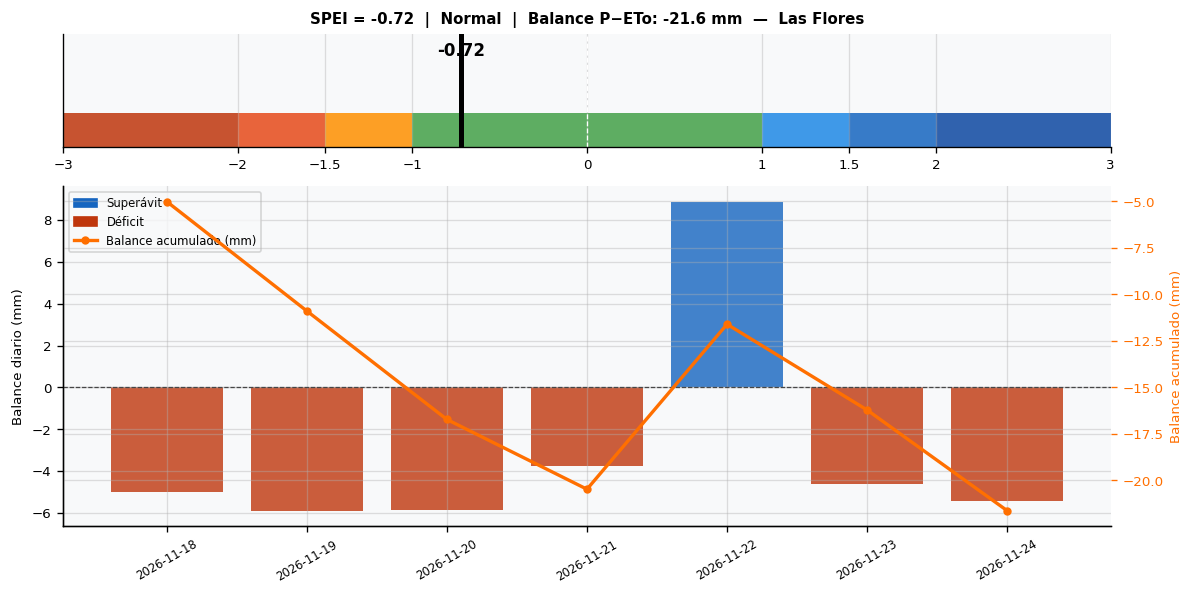 SPEI = -0.72 | Normal | Balance P−ETo: -21.6 mm — Las Flores
-0.72
−3 −2 −1.5 −1 0 1 1.5 2 3
Superávit
Déficit
Balance acumulado (mm)
Balance diario (mm)
8
6
4
2
0
−2
−4
−6
−5.0
−7.5
−10.0
−12.5
−15.0
−17.5
−20.0
Balance acumulado (mm)
2026-11-18 2026-11-19 2026-11-20 2026-11-21 2026-11-22 2026-11-23 2026-11-24